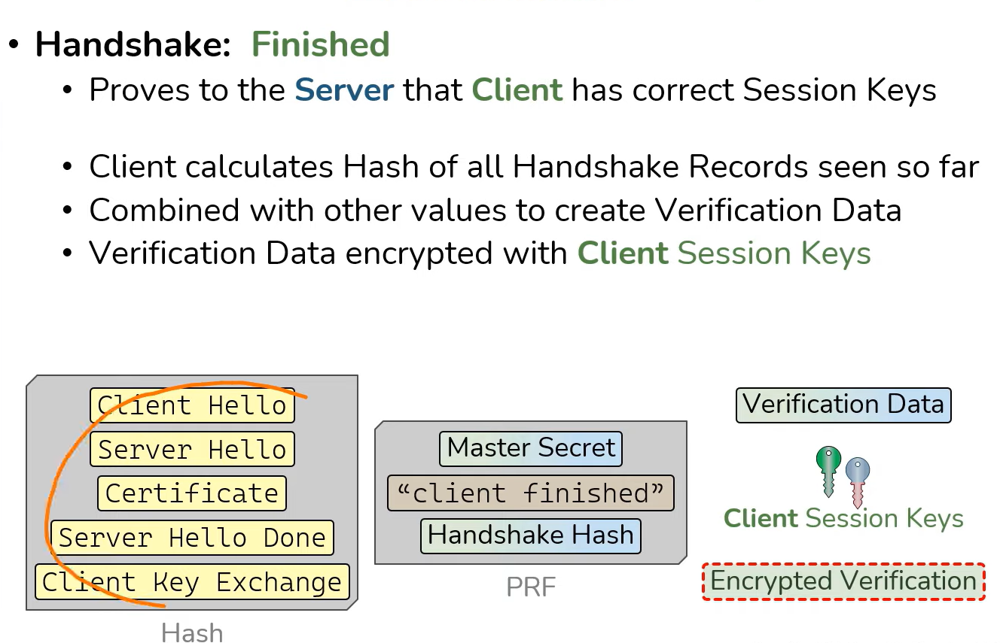 • Handshake: Finished
• Proves to the Server that Client has correct Session Keys
• Client calculates Hash of all Handshake Records seen so far
• Combined with other values to create Verification Data
• Verification Data encrypted with Client Session Keys
Client Hello
Server Hello
Certificate
Server Hello Done
Client Key Exchange
Hash
Master Secret
“client finished”
Handshake Hash
PRF
Verification Data
Client Session Keys
Encrypted Verification